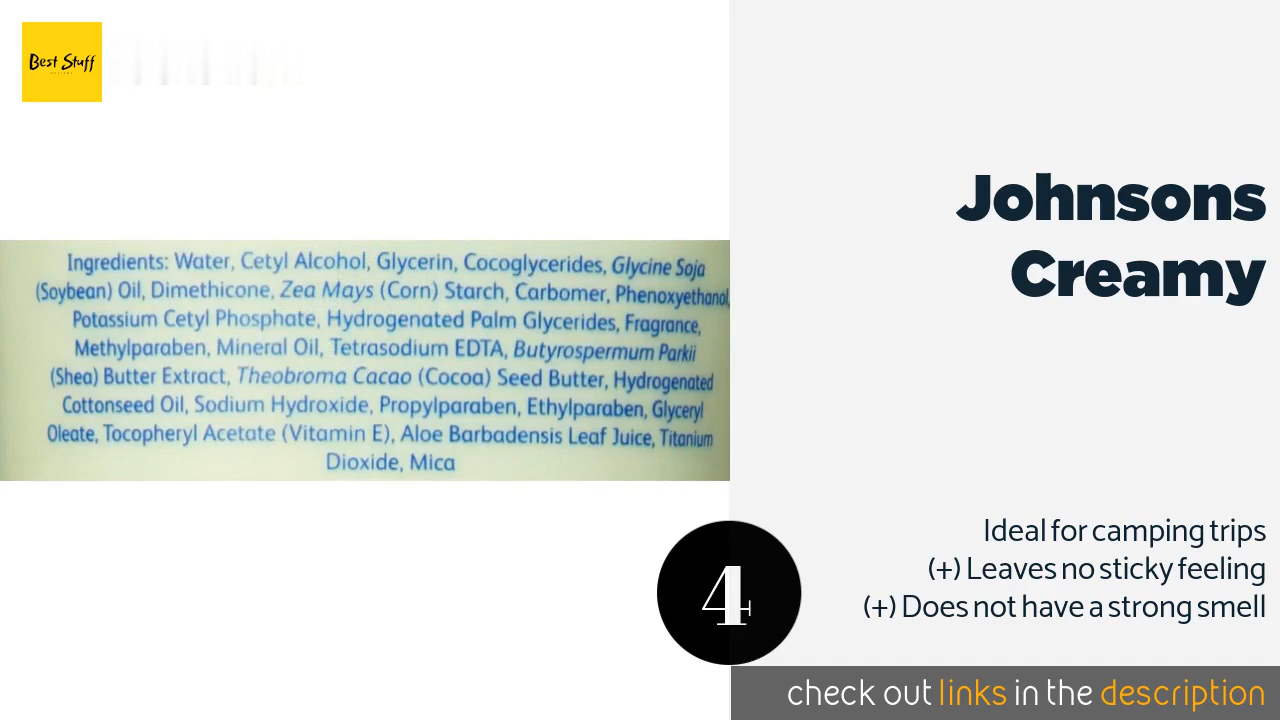 Best Stuff
Johnsons
Creamy
Ingredients: Water, Cetyl Alcohol, Glycerin, Cocoglycerides, Glycine Soja
(Soybean) Oil, Dimethicone, Zea Mays (Corn) Starch, Carbomer, Phenoxyethanol,
Potassium Cetyl Phosphate, Hydrogenated Palm Glycerides, Fragrance,
Methylparaben, Mineral Oil, Tetrasodium EDTA, Butyrospermum Parkii
(Shea) Butter Extract, Theobroma Cacao (Cocoa) Seed Butter, Hydrogenated
Cottonseed Oil, Sodium Hydroxide, Propylparaben, Ethylparaben, Glyceryl
Oleate, Tocopheryl Acetate (Vitamin E), Aloe Barbadensis Leaf Juice, Titanium
Dioxide, Mica
4
Ideal for camping trips
(+) Leaves no sticky feeling
(+) Does not have a strong smell
check out links in the description